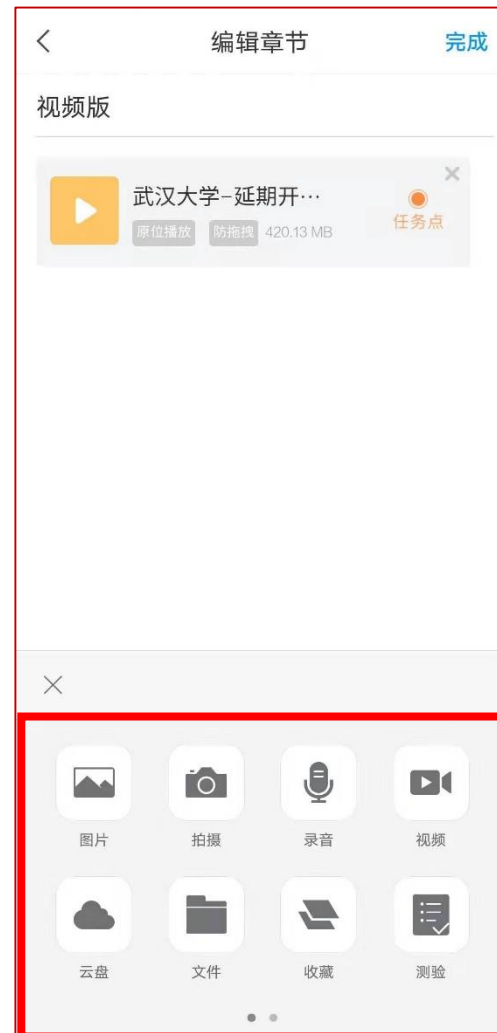 编辑章节 完成
视频版
武汉大学-延期开…
原位播放 防拖拽 420.13 MB
任务点
图片 拍摄 录音 视频
云盘 文件 收藏 测验